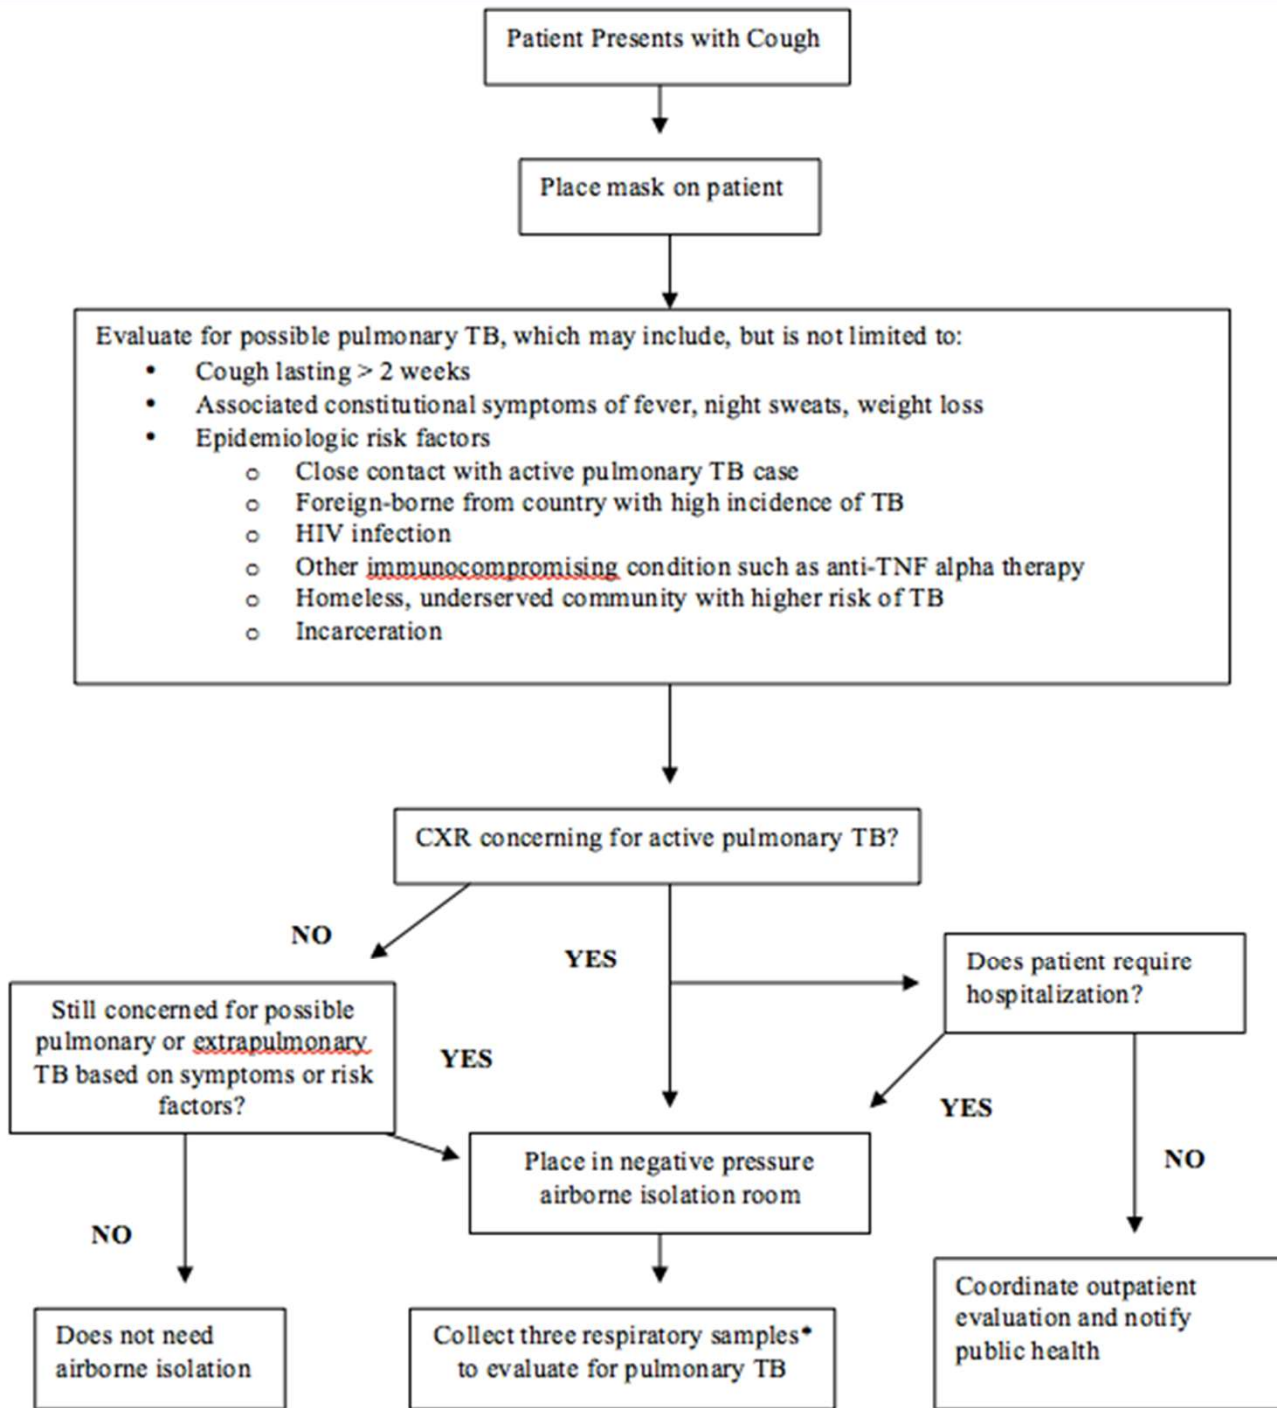 Patient Presents with Cough
Place mask on patient
Evaluate for possible pulmonary TB, which may include, but is not limited to:
• Cough lasting > 2 weeks
• Associated constitutional symptoms of fever, night sweats, weight loss
• Epidemiologic risk factors
o Close contact with active pulmonary TB case
o Foreign-borne from country with high incidence of TB
o HIV infection
o Other immunocompromising condition such as anti-TNF alpha therapy
o Homeless, underserved community with higher risk of TB
o Incarceration
CXR concerning for active pulmonary TB?
NO
YES
Does patient require
hospitalization?
Still concerned for possible
pulmonary or extrapulmonary
TB based on symptoms or risk
factors?
YES
YES
NO
Place in negative pressure
airborne isolation room
NO
Does not need
airborne isolation
Collect three respiratory samples*
to evaluate for pulmonary TB
Coordinate outpatient
evaluation and notify
public health